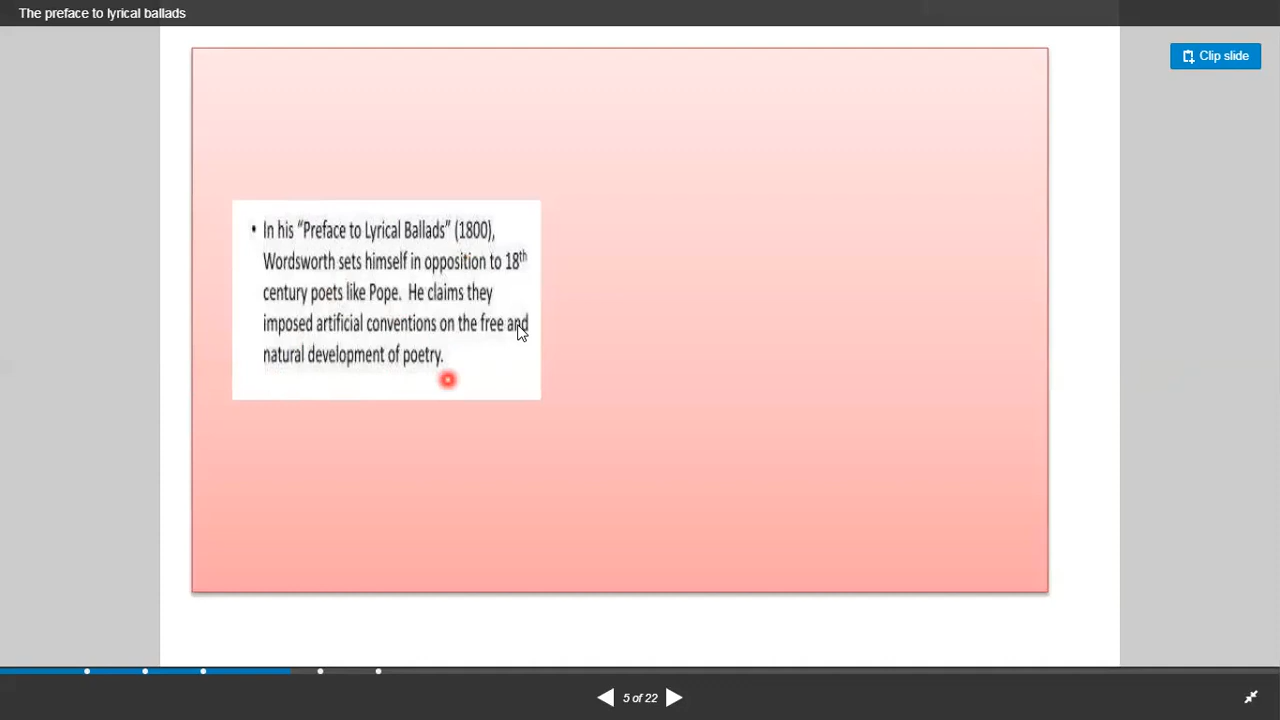 The preface to lyrical ballads
Clip slide
• In his “Preface to Lyrical Ballads” (1800),
Wordsworth sets himself in opposition to 18th
century poets like Pope. He claims they
imposed artificial conventions on the free and
natural development of poetry.
5 of 22